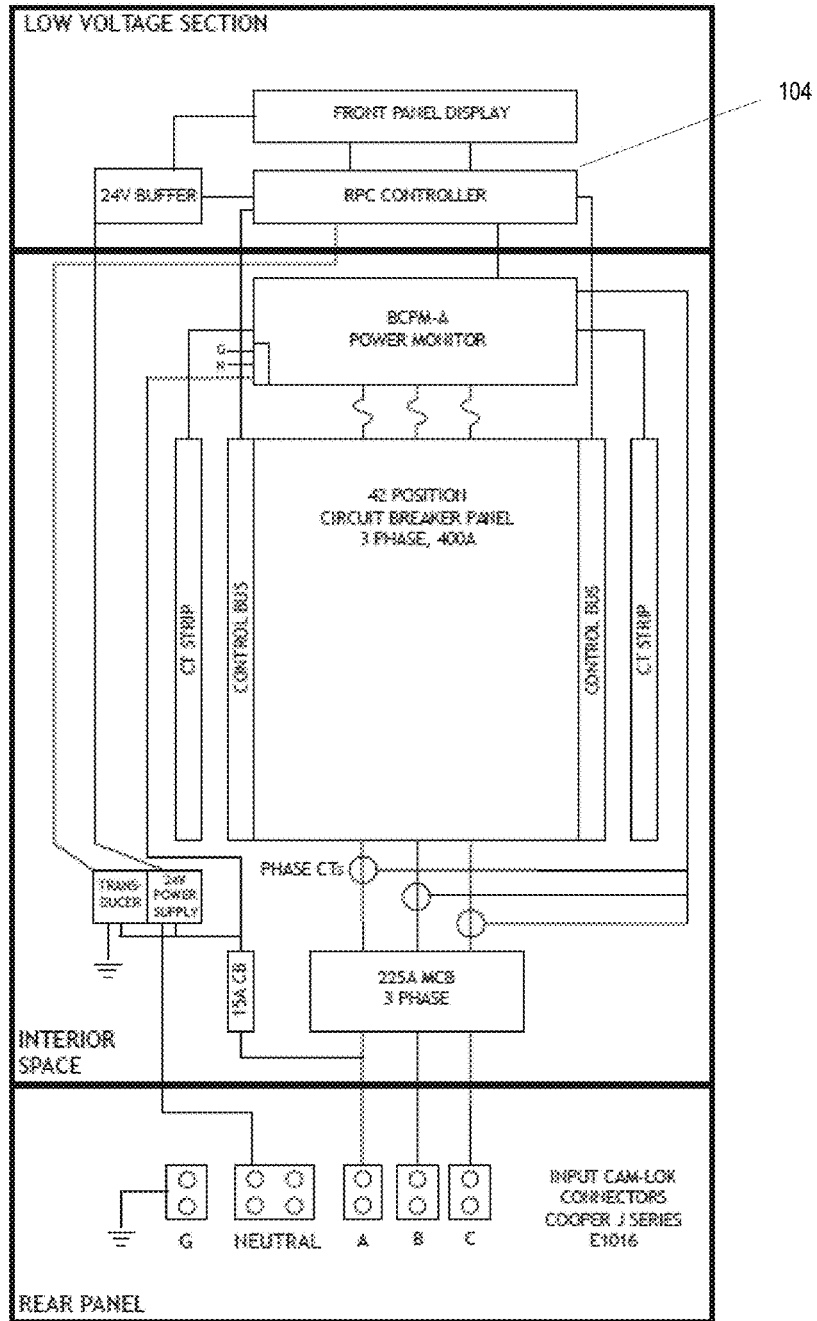 LOW VOLTAGE SECTION
104
FRONT PANEL DISPLAY
24V BUFFER
RPC CONTROLLER
BCPM-A
POWER MONITOR
G
N
42 POSITION
CIRCUIT BREAKER PANEL
3 PHASE, 400A
CT STRIP
CONTROL BUS
CONTROL BUS
CT STRIP
PHASE CTs
TRANS-
DUCER
24V
POWER
SUPPLY
15A CB
225A MCB
3 PHASE
INTERIOR
SPACE
G
NEUTRAL
A
B
C
INPUT CAM-LOK
CONNECTORS
COOPER J SERIES
E1016
REAR PANEL